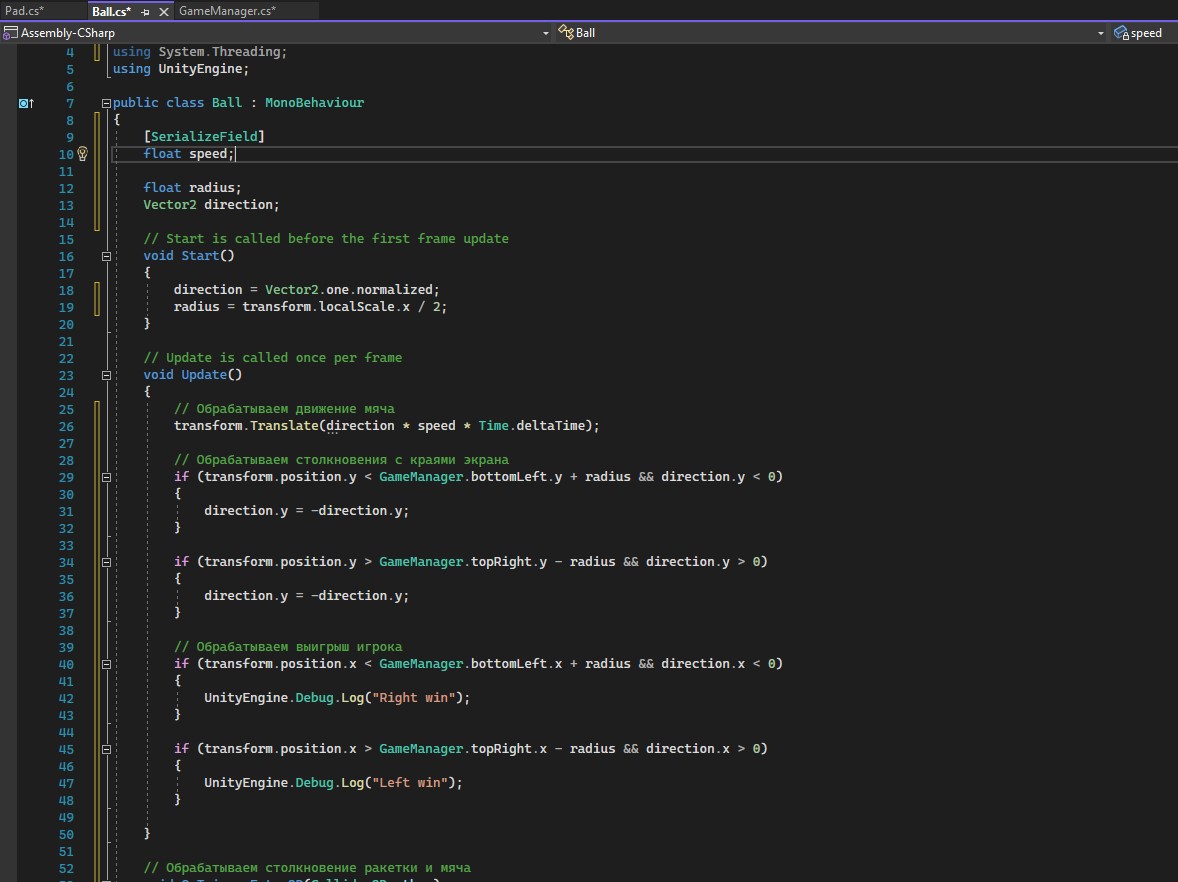 Pad.cs*
Ball.cs*
GameManager.cs*
Assembly-CSharp
Ball
speed
4 using System.Threading;
5 using UnityEngine;
6
7 public class Ball : MonoBehaviour
8 {
9 [SerializeField]
10 float speed;
11
12 float radius;
13 Vector2 direction;
14
15 // Start is called before the first frame update
16 void Start()
17 {
18 direction = Vector2.one.normalized;
19 radius = transform.localScale.x / 2;
20 }
21
22 // Update is called once per frame
23 void Update()
24 {
25 // Обрабатываем движение мяча
26 transform.Translate(direction * speed * Time.deltaTime);
27
28 // Обрабатываем столкновения с краями экрана
29 if (transform.position.y < GameManager.bottomLeft.y + radius && direction.y < 0)
30 {
31 direction.y = -direction.y;
32 }
33
34 if (transform.position.y > GameManager.topRight.y - radius && direction.y > 0)
35 {
36 direction.y = -direction.y;
37 }
38
39 // Обрабатываем выигрыш игрока
40 if (transform.position.x < GameManager.bottomLeft.x + radius && direction.x < 0)
41 {
42 UnityEngine.Debug.Log("Right win");
43 }
44
45 if (transform.position.x > GameManager.topRight.x - radius && direction.x > 0)
46 {
47 UnityEngine.Debug.Log("Left win");
48 }
49
50 }
51
52 // Обрабатываем столкновение ракетки и мяча